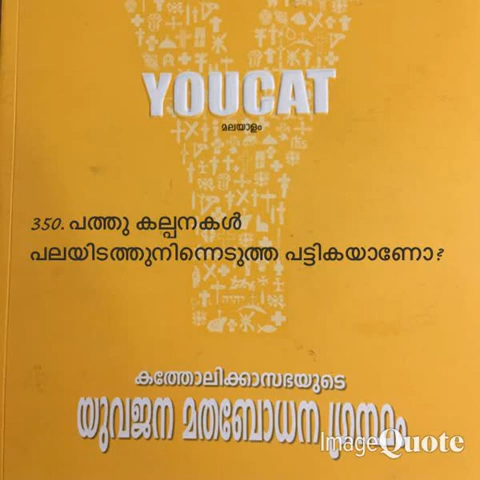 YOUCAT
മലയാളം
350. പത്തു കല്പനകൾ
പലയിടത്തുനിന്നെടുത്ത പട്ടികയാണോ?
കത്തോലിക്കാസഭയുടെ
യുവജന മതബോധന ഗ്രന്ഥം
ImageQuote